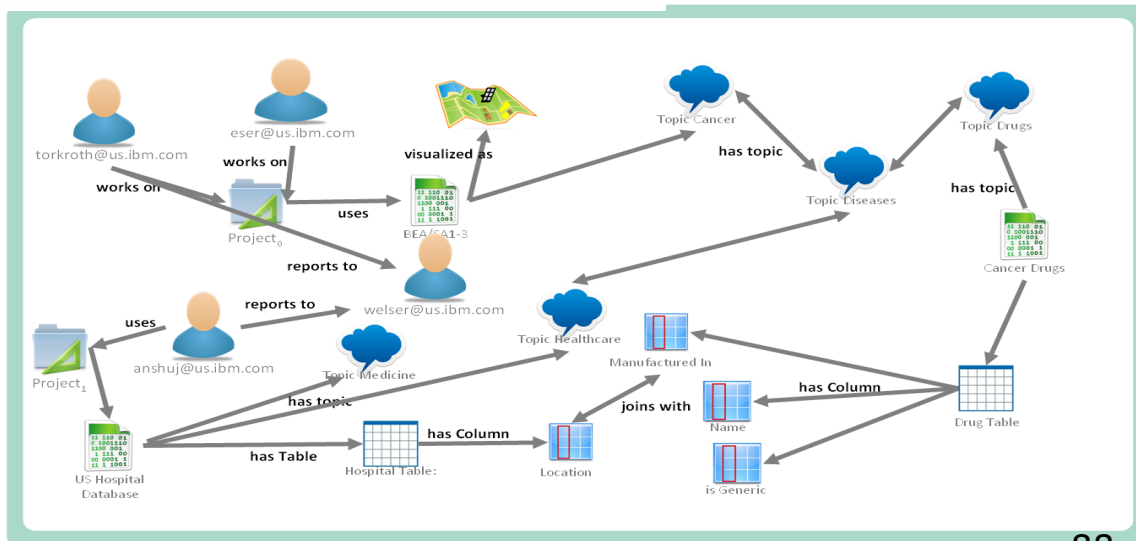 eser@us.ibm.com
torkroth@us.ibm.com
works on
works on
visualized as
Topic Cancer
has topic
Topic Drugs
Topic Diseases
has topic
uses
Project₀
BEA/SA1-3
Cancer Drugs
reports to
welser@us.ibm.com
reports to
uses
Project₁
anshuj@us.ibm.com
Topic Healthcare
Topic Medicine
Manufactured In
has topic
joins with
has Column
Name
Drug Table
has Column
has Table
Hospital Table:
Location
is Generic
US Hospital
Database